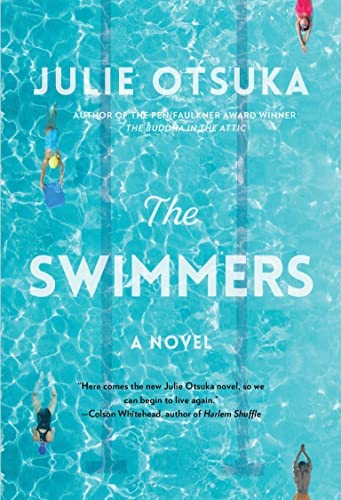 JULIE OTSUKA
AUTHOR OF THE PEN/FAULKNER AWARD WINNER
THE BUDDHA IN THE ATTIC
The
SWIMMERS
A NOVEL
"Here comes the new Julie Otsuka novel, so we
can begin to live again."
—Colson Whitehead, author of Harlem Shuffle